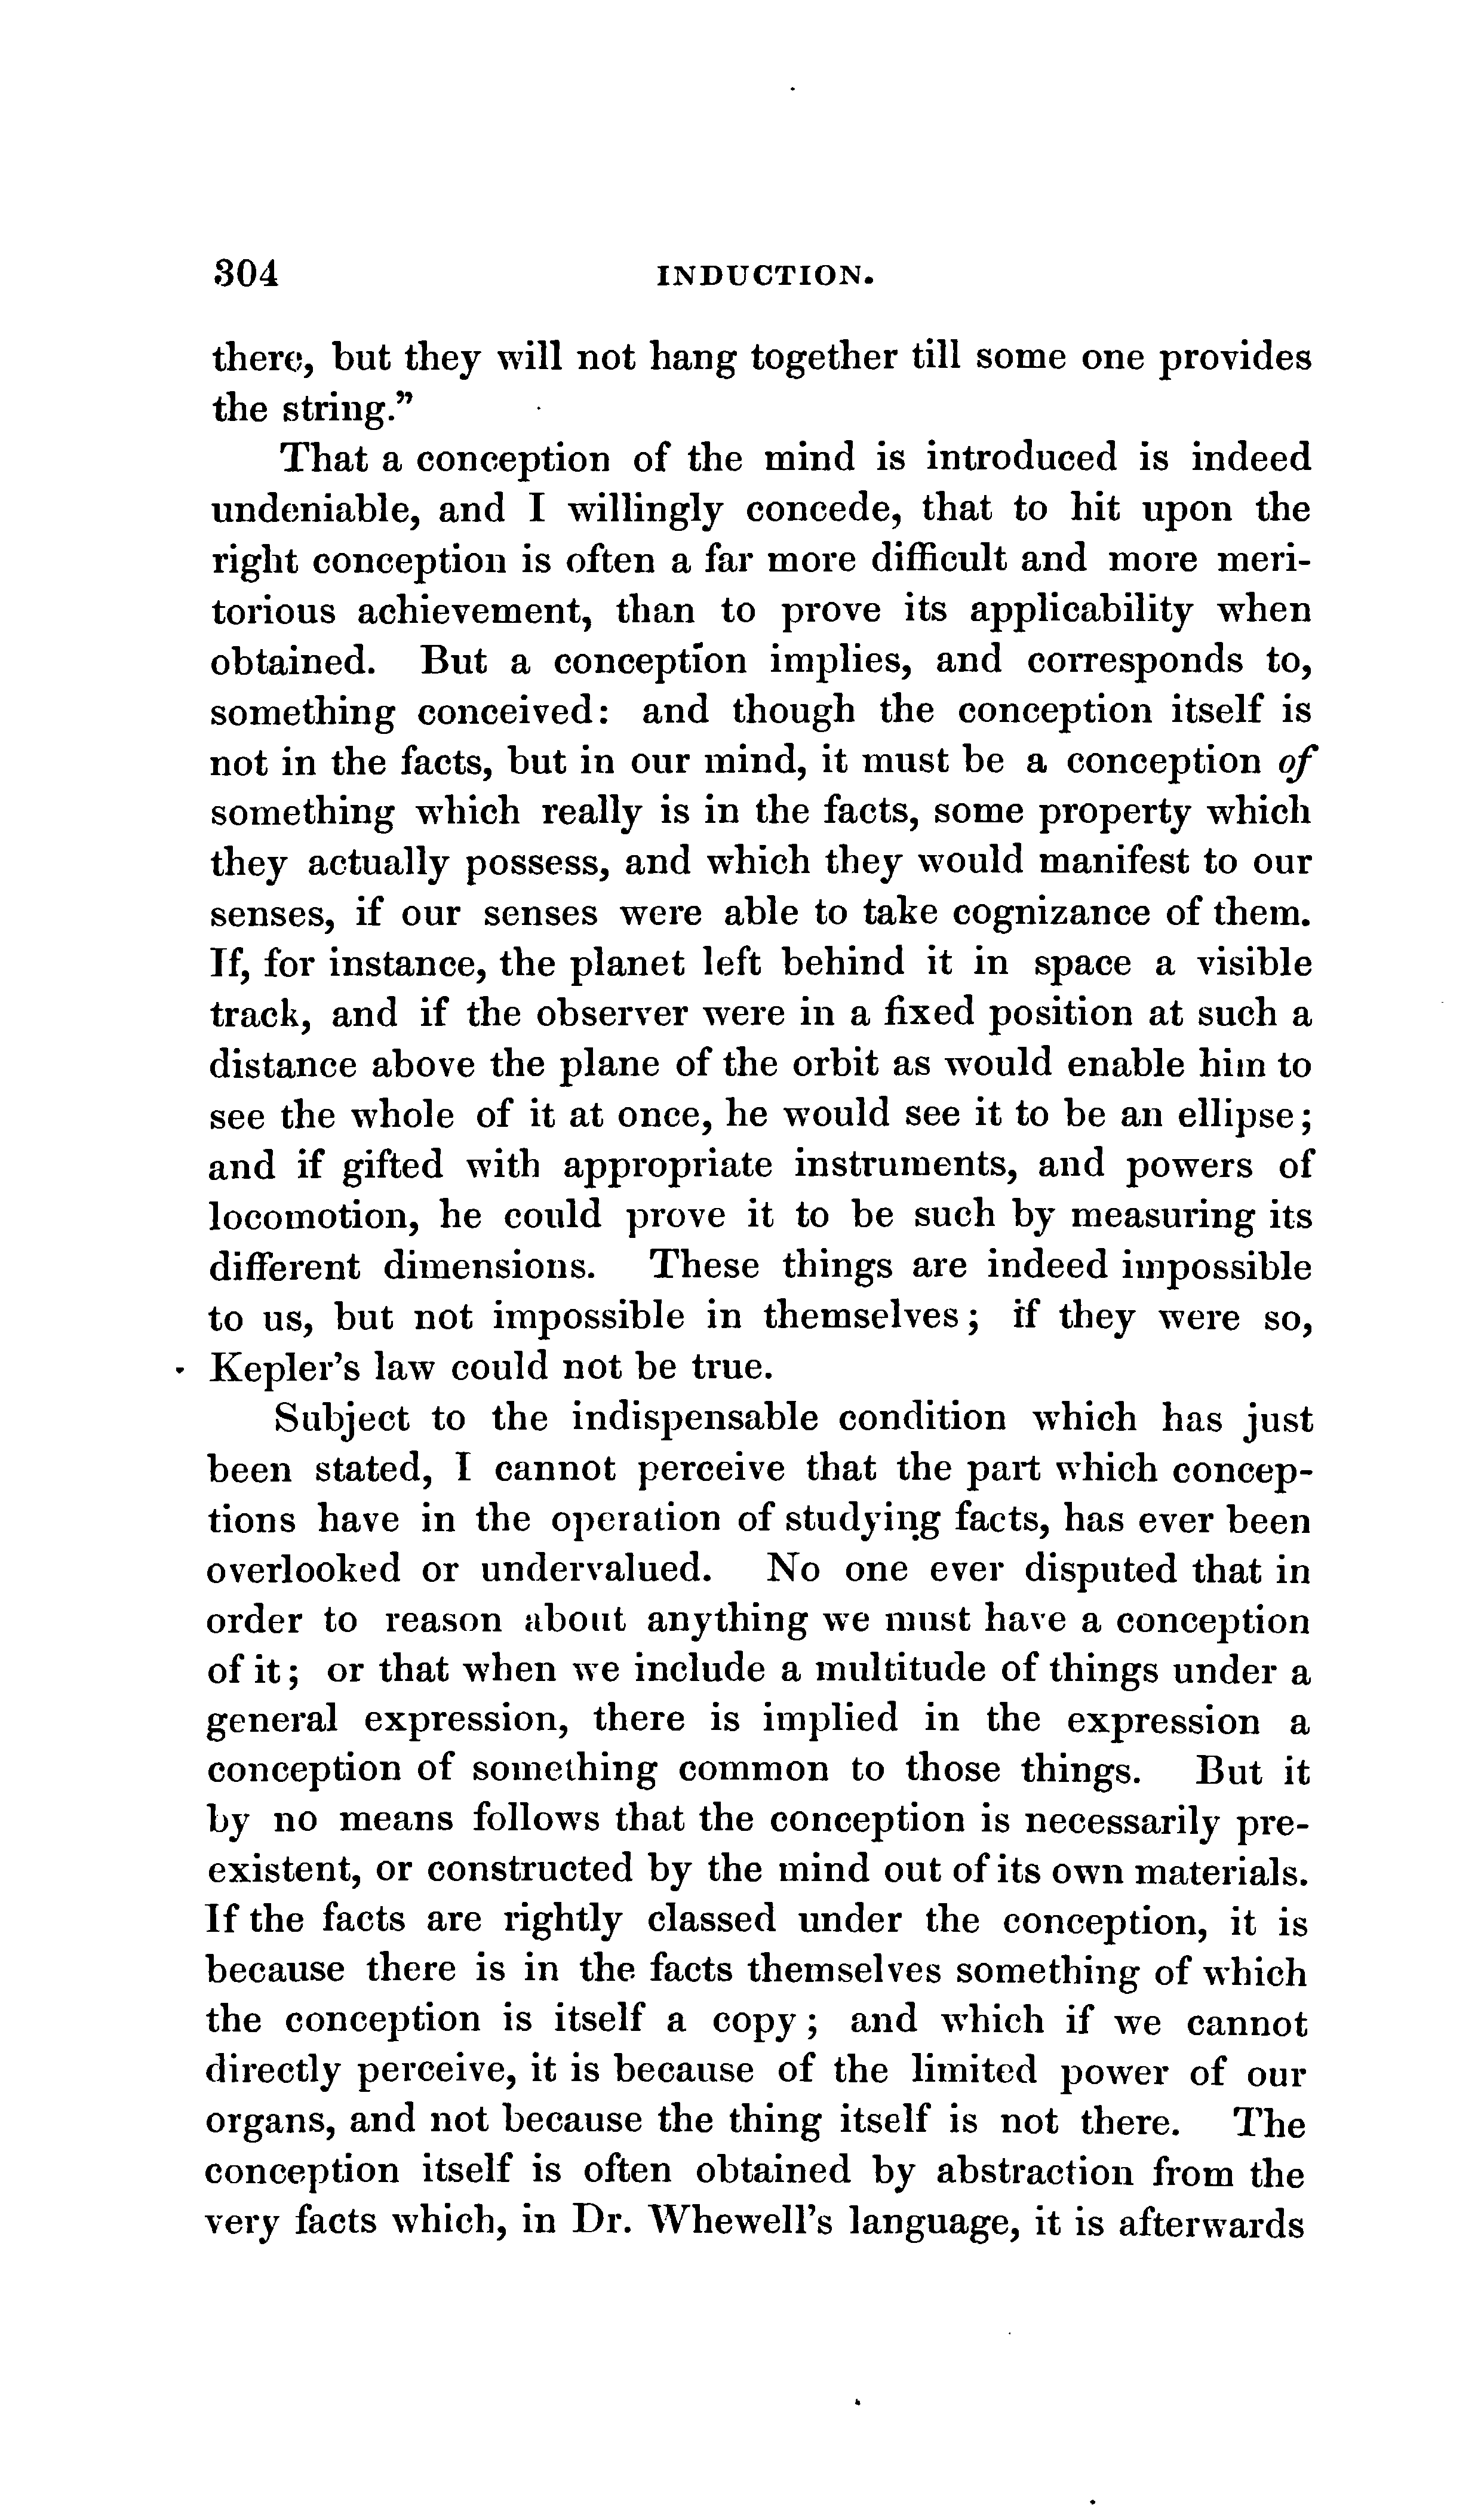 304 INDUCTION.
there, but they will not hang together till some one provides
the string.”
That a conception of the mind is introduced is indeed
undeniable, and I willingly concede, that to hit upon the
right conception is often a far more difficult and more meri-
torious achievement, than to prove its applicability when
obtained. But a conception implies, and corresponds to,
something conceived: and though the conception itself is
not in the facts, but in our mind, it must be a conception of
something which really is in the facts, some property which
they actually possess, and which they would manifest to our
senses, if our senses were able to take cognizance of them.
If, for instance, the planet left behind it in space a visible
track, and if the observer were in a fixed position at such a
distance above the plane of the orbit as would enable him to
see the whole of it at once, he would see it to be an ellipse;
and if gifted with appropriate instruments, and powers of
locomotion, he could prove it to be such by measuring its
different dimensions. These things are indeed impossible
to us, but not impossible in themselves; if they were so,
Kepler’s law could not be true.
Subject to the indispensable condition which has just
been stated, I cannot perceive that the part which concep-
tions have in the operation of studying facts, has ever been
overlooked or undervalued. No one ever disputed that in
order to reason about anything we must have a conception
of it; or that when we include a multitude of things under a
general expression, there is implied in the expression a
conception of something common to those things. But it
by no means follows that the conception is necessarily pre-
existent, or constructed by the mind out of its own materials.
If the facts are rightly classed under the conception, it is
because there is in the facts themselves something of which
the conception is itself a copy; and which if we cannot
directly perceive, it is because of the limited power of our
organs, and not because the thing itself is not there. The
conception itself is often obtained by abstraction from the
very facts which, in Dr. Whewell’s language, it is afterwards